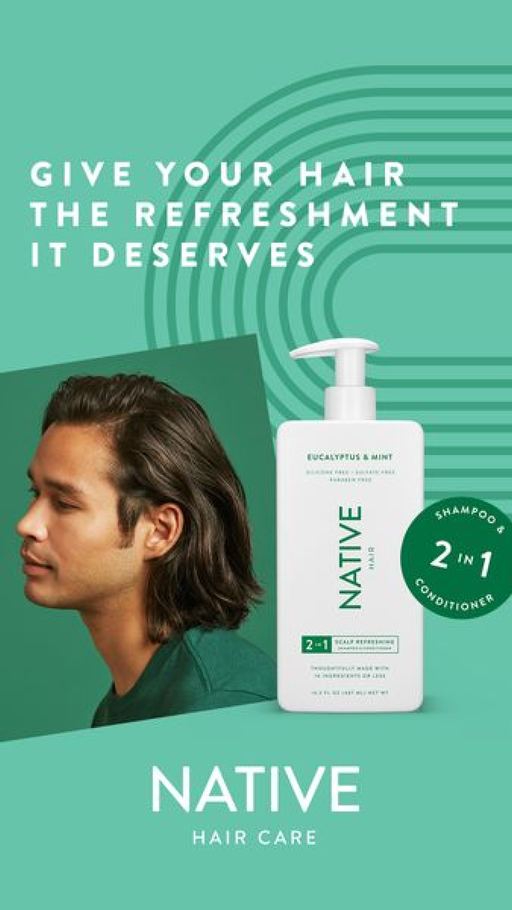 GIVE YOUR HAIR
THE REFRESHMENT
IT DESERVES
EUCALYPTUS & MINT
SILICONE FREE • SULFATE FREE
PARABEN FREE
NATIVE
HAIR
2 IN 1
SCALP REFRESHING
SHAMPOO & CONDITIONER
THOUGHTFULLY MADE WITH
INGREDIENTS OR LESS
SHAMPOO &
2 IN 1
CONDITIONER
NATIVE
HAIR CARE